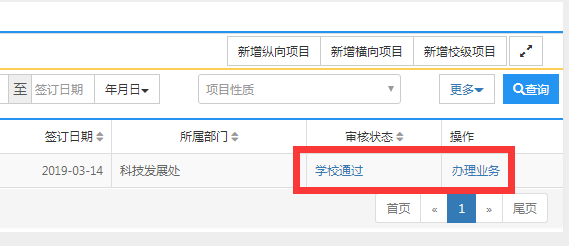 新增纵向项目 新增横向项目 新增校级项目
至 签订日期 年月日 项目性质 更多 查询
签订日期 所属部门 审核状态 操作
2019-03-14 科技发展处 学校通过 办理业务
首页 « 1 » 尾页